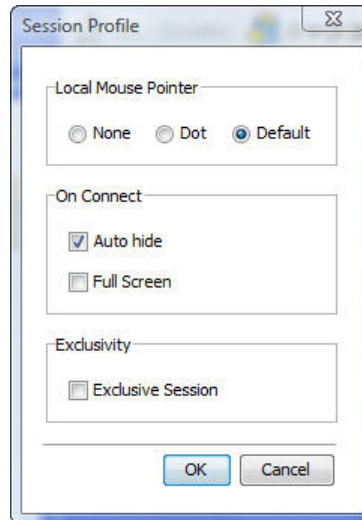 Session Profile
Local Mouse Pointer
None Dot Default
On Connect
Auto hide
Full Screen
Exclusivity
Exclusive Session
OK Cancel